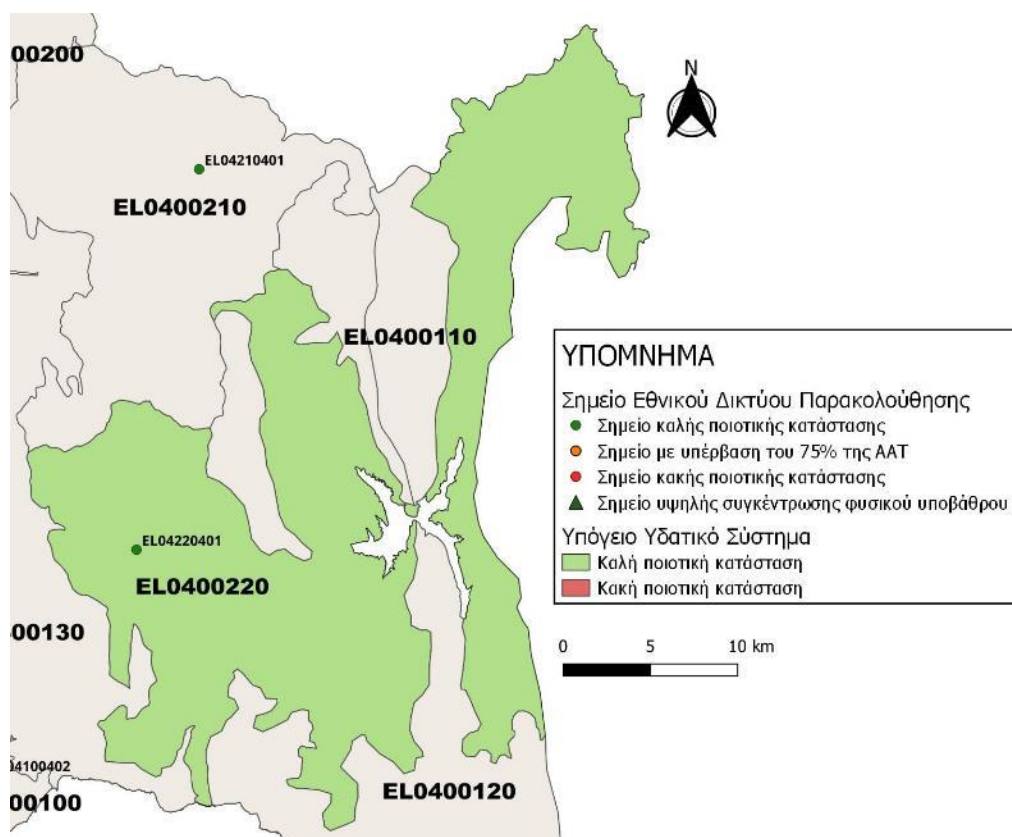 00200
N
EL04210401
EL0400210
EL0400110
ΥΠΟΜΝΗΜΑ
Σημείο Εθνικού Δικτύου Παρακολούθησης
Σημείο καλής ποιοτικής κατάστασης
Σημείο με υπέρβαση του 75% της ΑΑΤ
Σημείο κακής ποιοτικής κατάστασης
Σημείο υψηλής συγκέντρωσης φυσικού υποβάθρου
Υπόγειο Υδατικό Σύστημα
Καλή ποιοτική κατάσταση
Κακή ποιοτική κατάσταση
EL04220401
EL0400220
00130
0 5 10 km
04100402
00100
EL0400120